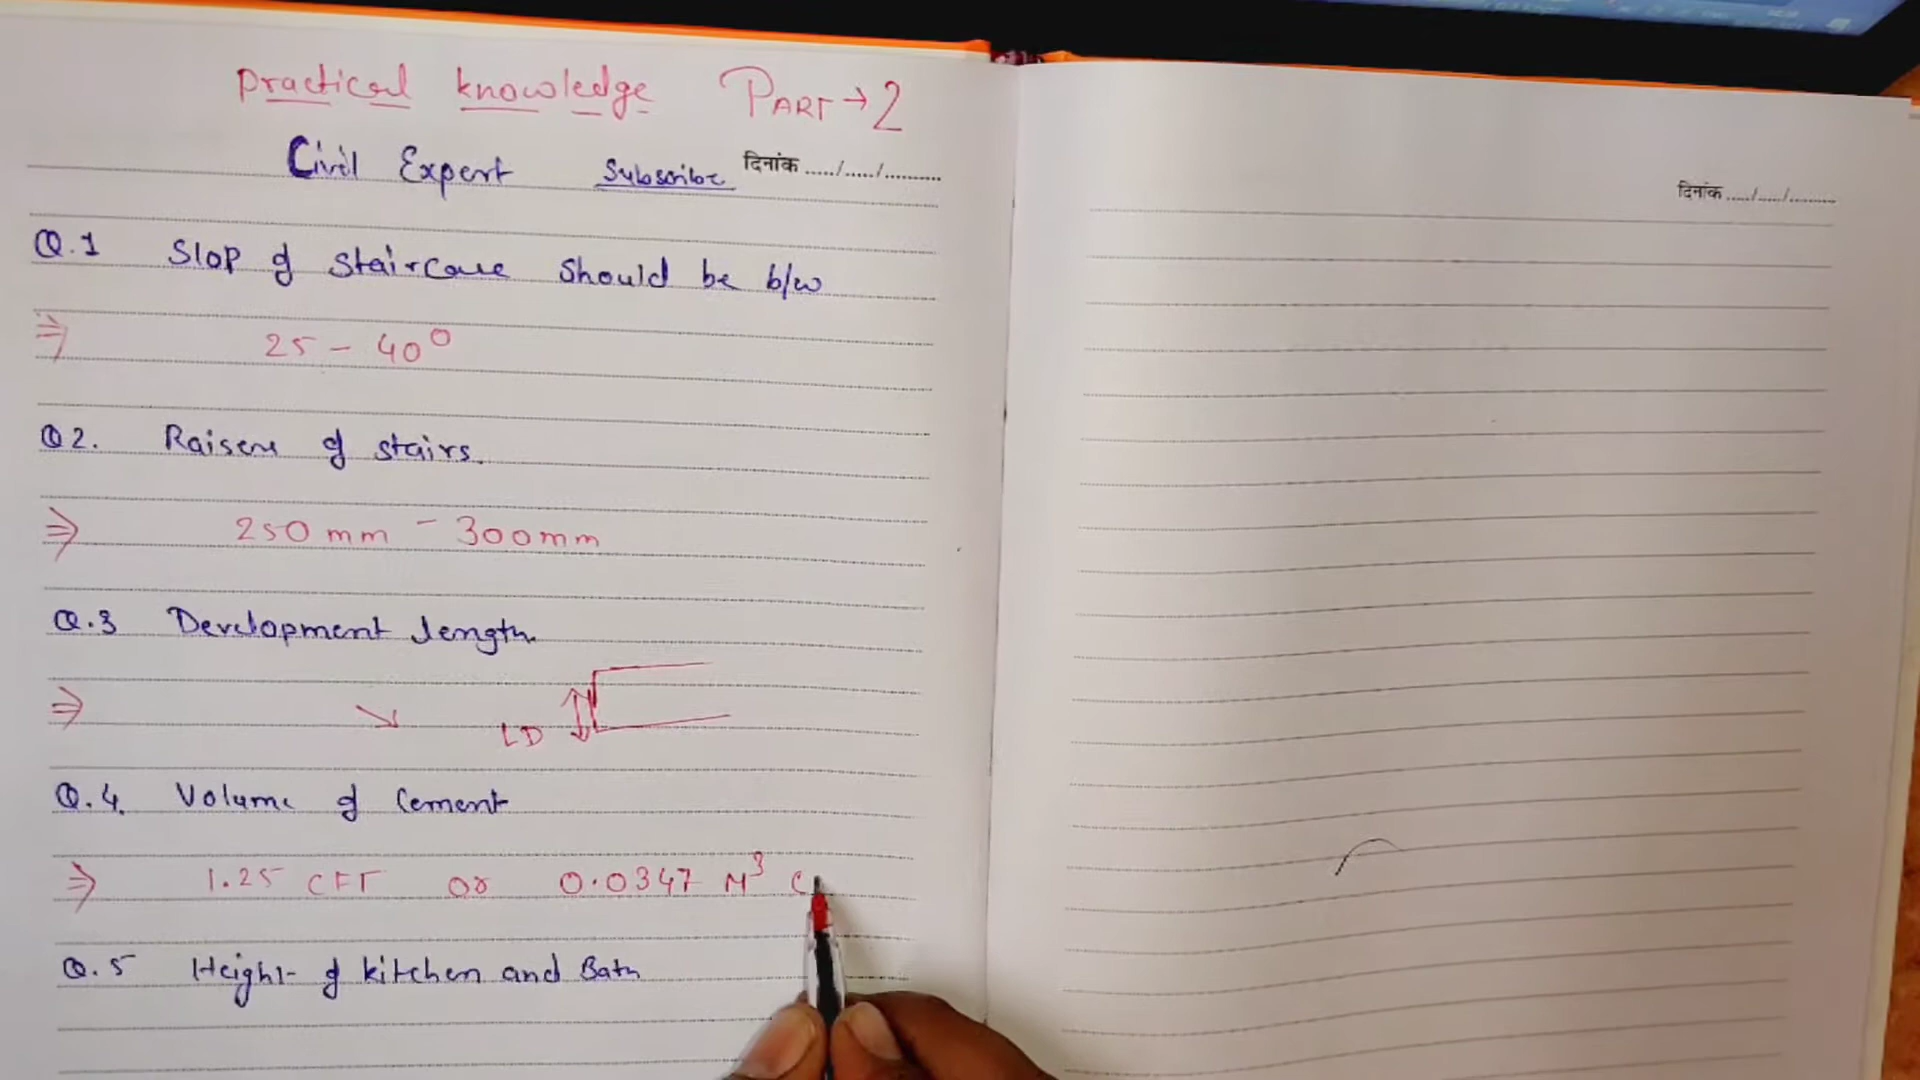 Practical knowledge PART → 2
Civil Expert Subscribe दिनांक ...../...../..........
Q.1 Slop of staircase should be b/w
⇒ 25 - 40°
Q2. Raisers of stairs.
⇒ 250 mm - 300mm
Q.3 Development length.
⇒ LD
Q.4. Volume of Cement
⇒ 1.25 CFT or 0.0347 M³ C
Q.5 Height of kitchen and Bath
दिनांक ...../...../..........